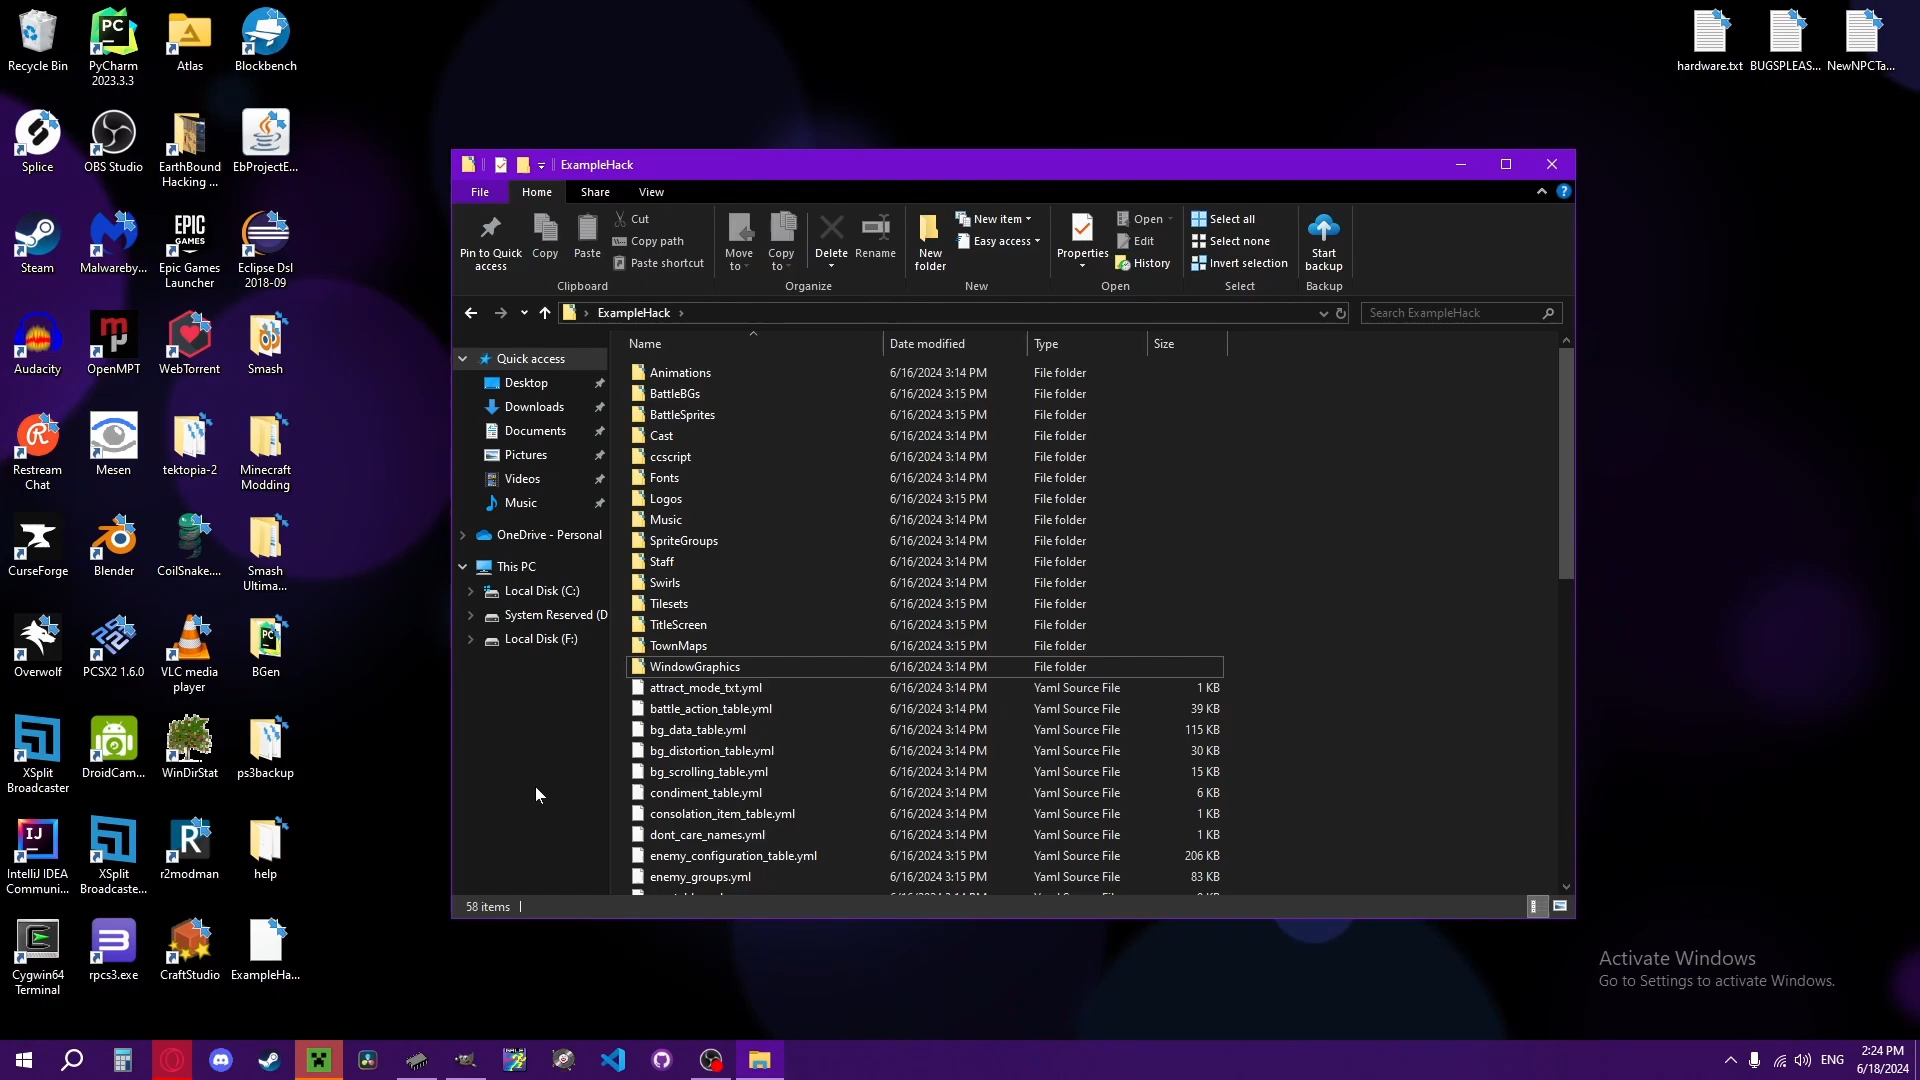 Recycle Bin
PyCharm
2023.3.3
Atlas
Blockbench
hardware.txt
BUGSPLEAS...
NewNPCTa...
Splice
OBS Studio
EarthBound
Hacking ...
EbProjectE...
Steam
Malwareby...
Epic Games
Launcher
Eclipse Dsl
2018-09
Audacity
OpenMPT
WebTorrent
Smash
Restream
Chat
Mesen
tektopia-2
Minecraft
Modding
CurseForge
Blender
CoilSnake....
Smash
Ultima...
Overwolf
PCSX2 1.6.0
VLC media
player
BGen
XSplit
Broadcaster
DroidCam...
WinDirStat
ps3backup
IntelliJ IDEA
Communi...
XSplit
Broadcaste...
r2modman
help
Cygwin64
Terminal
rpcs3.exe
CraftStudio
ExampleHa...
ExampleHack
File Home Share View
Pin to Quick
access
Copy
Paste
Cut
Copy path
Paste shortcut
Clipboard
Move
to
Copy
to
Delete
Rename
Organize
New
folder
New item
Easy access
New
Properties
Open
Edit
History
Open
Select all
Select none
Invert selection
Select
Start
backup
Backup
ExampleHack
Search ExampleHack
Quick access
Desktop
Downloads
Documents
Pictures
Videos
Music
OneDrive - Personal
This PC
Local Disk (C:)
System Reserved (D
Local Disk (F:)
Name Date modified Type Size
Animations 6/16/2024 3:14 PM File folder
BattleBGs 6/16/2024 3:15 PM File folder
BattleSprites 6/16/2024 3:15 PM File folder
Cast 6/16/2024 3:14 PM File folder
ccscript 6/16/2024 3:14 PM File folder
Fonts 6/16/2024 3:14 PM File folder
Logos 6/16/2024 3:15 PM File folder
Music 6/16/2024 3:14 PM File folder
SpriteGroups 6/16/2024 3:15 PM File folder
Staff 6/16/2024 3:14 PM File folder
Swirls 6/16/2024 3:14 PM File folder
Tilesets 6/16/2024 3:15 PM File folder
TitleScreen 6/16/2024 3:15 PM File folder
TownMaps 6/16/2024 3:15 PM File folder
WindowGraphics 6/16/2024 3:14 PM File folder
attract_mode_txt.yml 6/16/2024 3:14 PM Yaml Source File 1 KB
battle_action_table.yml 6/16/2024 3:14 PM Yaml Source File 39 KB
bg_data_table.yml 6/16/2024 3:14 PM Yaml Source File 115 KB
bg_distortion_table.yml 6/16/2024 3:14 PM Yaml Source File 30 KB
bg_scrolling_table.yml 6/16/2024 3:14 PM Yaml Source File 15 KB
condiment_table.yml 6/16/2024 3:14 PM Yaml Source File 6 KB
consolation_item_table.yml 6/16/2024 3:14 PM Yaml Source File 1 KB
dont_care_names.yml 6/16/2024 3:14 PM Yaml Source File 1 KB
enemy_configuration_table.yml 6/16/2024 3:15 PM Yaml Source File 206 KB
enemy_groups.yml 6/16/2024 3:15 PM Yaml Source File 83 KB
58 items
Activate Windows
Go to Settings to activate Windows.
ENG
2:24 PM
6/18/2024